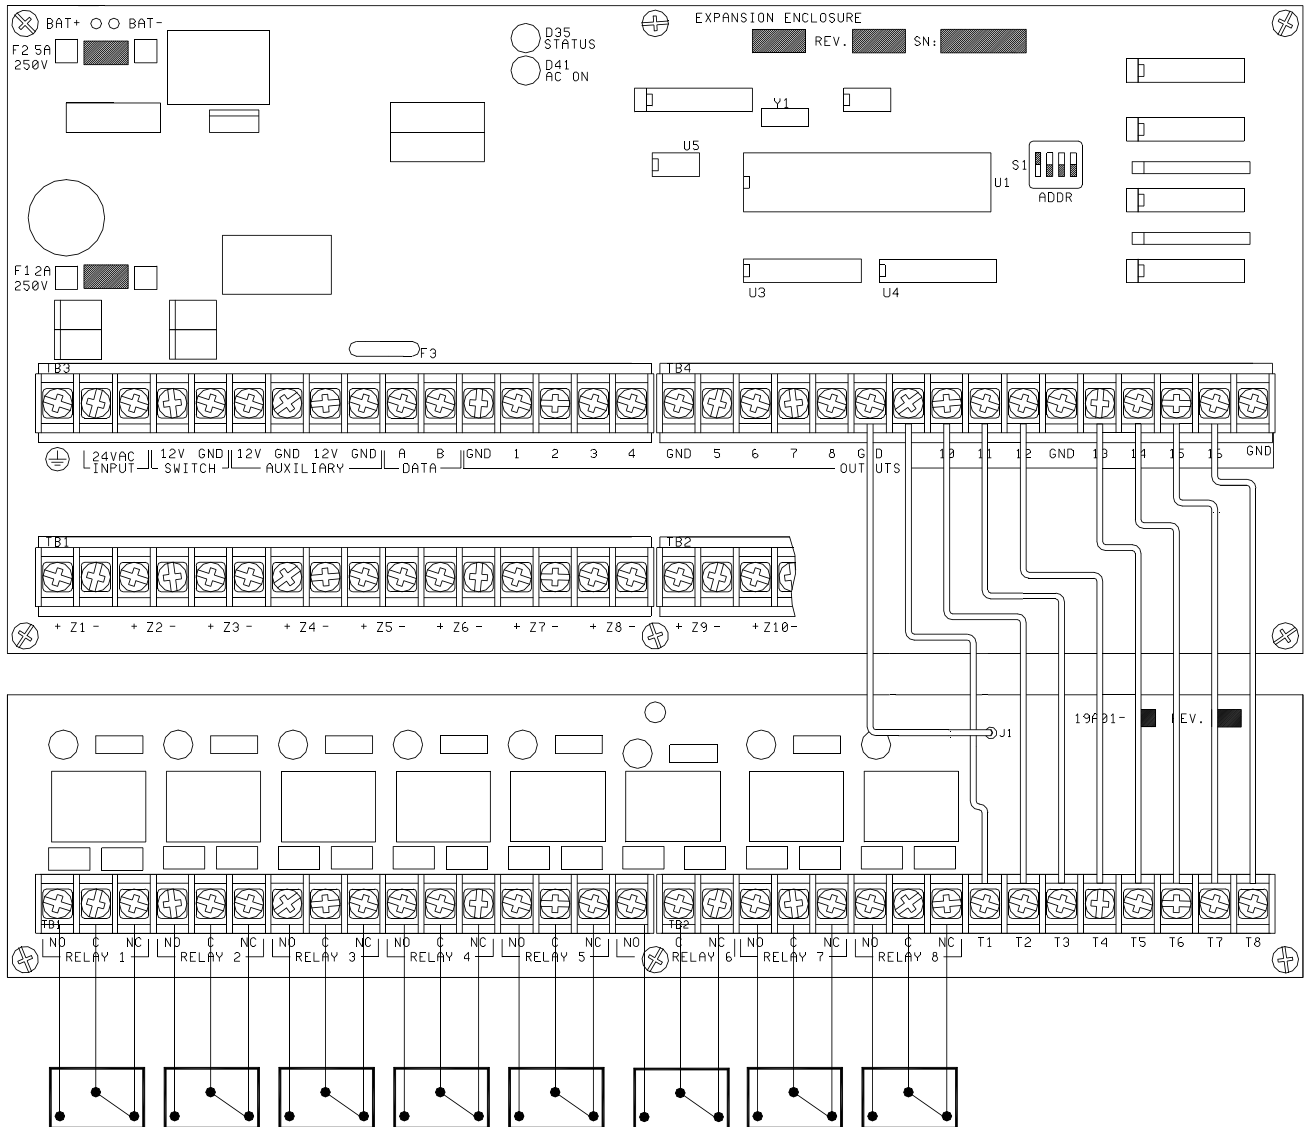 BAT+ BAT-
F2 5A
250V
D35
STATUS
D41
AC ON
EXPANSION ENCLOSURE
REV. SN:
Y1
U5
U1
S1
ADDR
F1 2A
250V
U3 U4
F3
TB3 TB4
24VAC 12V GND 12V GND 12V GND A B GND 1 2 3 4 GND 5 6 7 8 10 11 12 GND 13 14 15 16 GND
INPUT SWITCH AUXILIARY DATA OUTPUTS
TB1 TB2
+ Z1 - + Z2 - + Z3 - + Z4 - + Z5 - + Z6 - + Z7 - + Z8 - + Z9 - + Z10-
19A01- REV.
J1
TB1 TB2
NO C NC NO C NC NO C NC NO C NC NO C NC NO C NC NO C NC NO C NC T1 T2 T3 T4 T5 T6 T7 T8
RELAY 1 RELAY 2 RELAY 3 RELAY 4 RELAY 5 RELAY 6 RELAY 7 RELAY 8